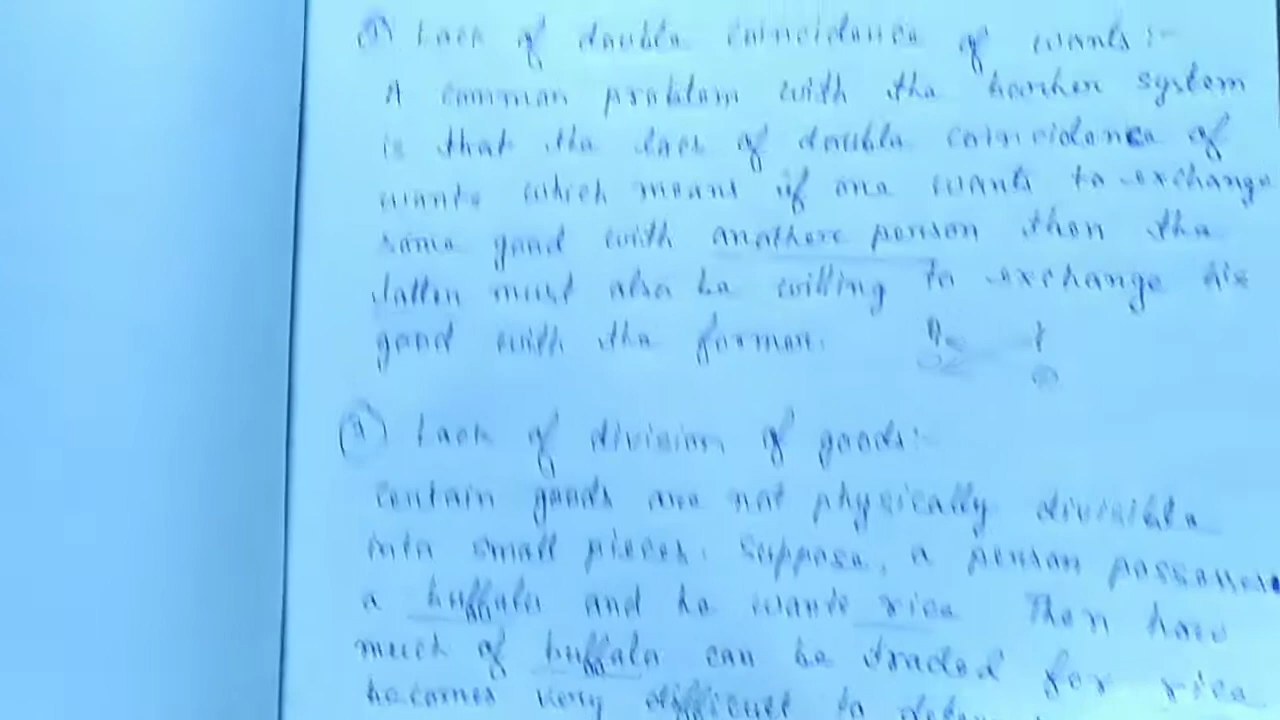 ① Lack of double coincidence of wants :-
A common problem with the barter system
is that the lack of double coincidence of
wants which means if one wants to exchange
some good with another person then the
latter must also be willing to exchange his
good with the former.
② Lack of division of goods :-
certain goods are not physically divisible
into small pieces. Suppose, a person possesses
a buffalo and he wants rice Then how
much of buffalo can be traded for rice
becomes very difficult to